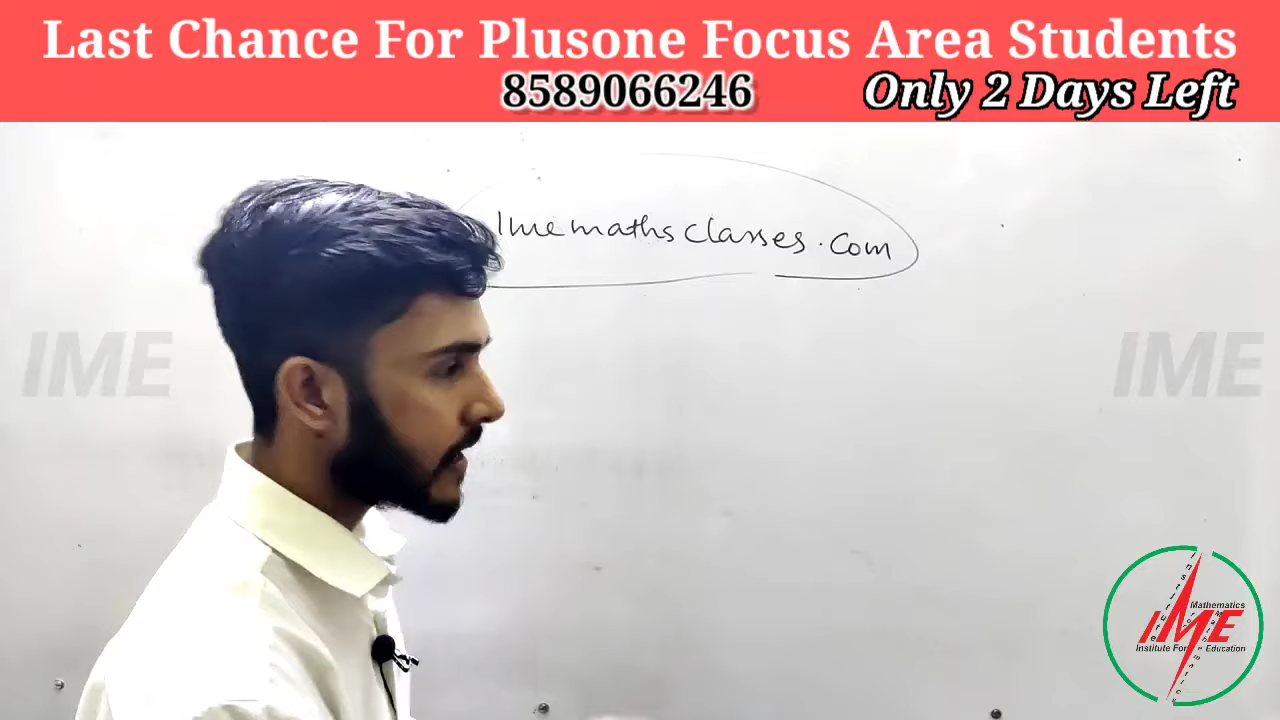 Last Chance For Plusone Focus Area Students
8589066246
Only 2 Days Left
Imemathsclasses.com
IME
IME
Mathematics
IME
Institute For Education